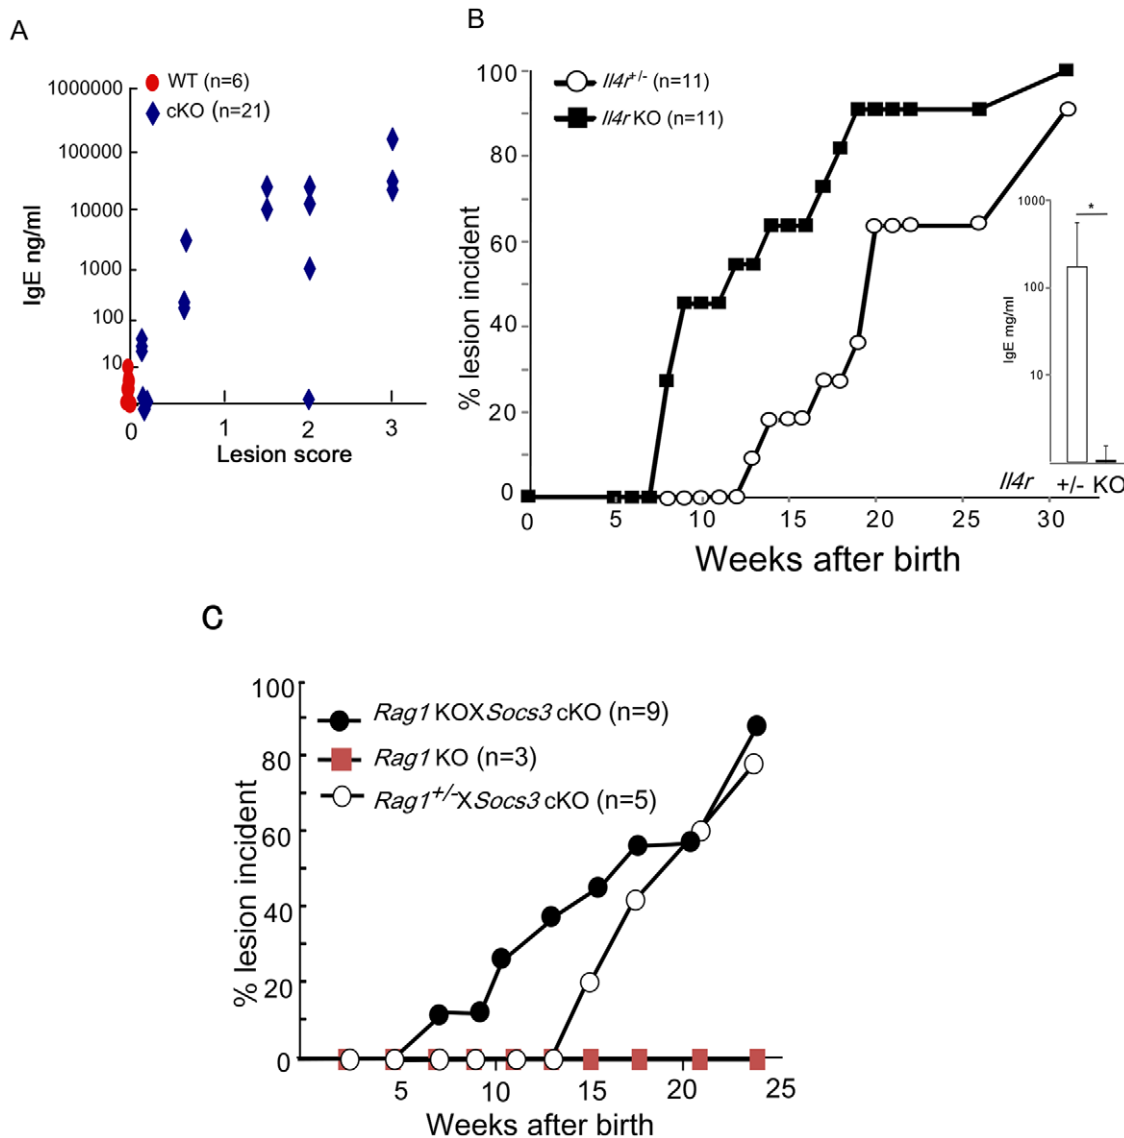 A
WT (n=6)
cKO (n=21)
1000000
100000
10000
1000
100
10
IgE ng/ml
0 1 2 3
Lesion score
B
Il4r+/- (n=11)
Il4r KO (n=11)
100
80
60
40
20
0
% lesion incident
0 5 10 15 20 25 30
Weeks after birth
*
1000
100
10
IgE mg/ml
Il4r +/- KO
C
Rag1 KOXSocs3 cKO (n=9)
Rag1 KO (n=3)
Rag1+/-XSocs3 cKO (n=5)
100
80
60
40
20
0
% lesion incident
5 10 15 20 25
Weeks after birth